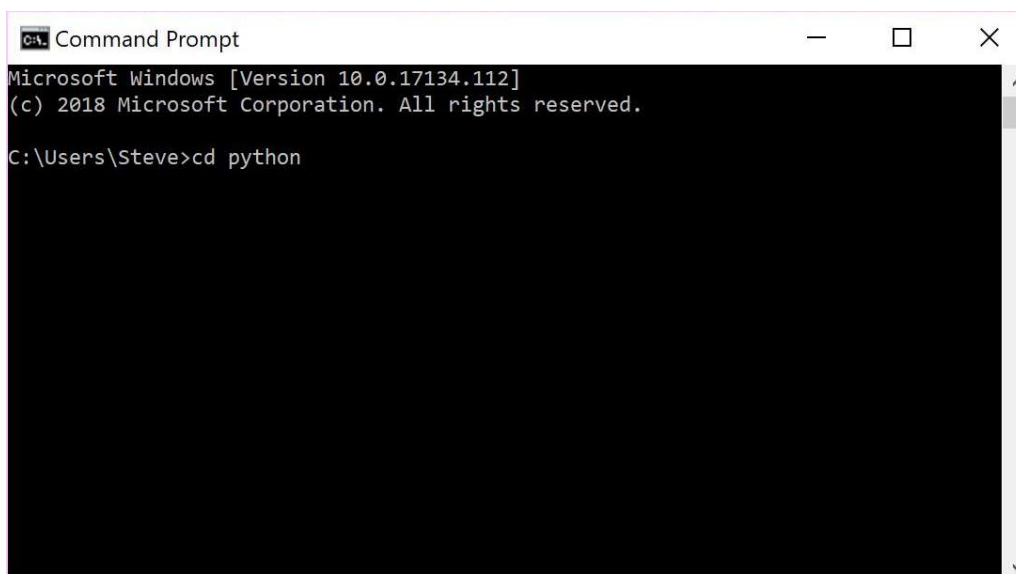 Command Prompt
Microsoft Windows [Version 10.0.17134.112]
(c) 2018 Microsoft Corporation. All rights reserved.
C:\Users\Steve>cd python